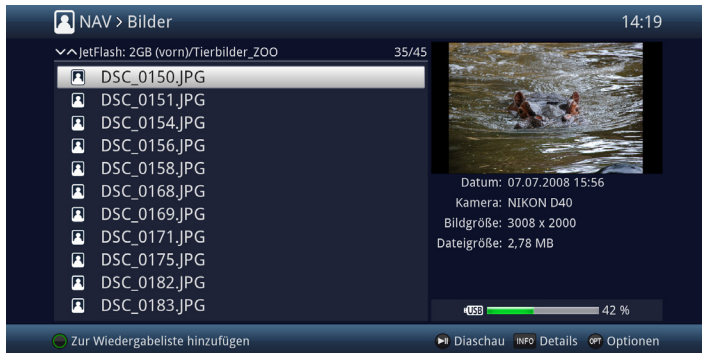 NAV > Bilder
14:19
JetFlash: 2GB (vorn)/Tierbilder_ZOO
35/45
DSC_0150.JPG
DSC_0151.JPG
DSC_0154.JPG
DSC_0156.JPG
DSC_0158.JPG
DSC_0168.JPG
DSC_0169.JPG
DSC_0171.JPG
DSC_0175.JPG
DSC_0182.JPG
DSC_0183.JPG
Datum: 07.07.2008 15:56
Kamera: NIKON D40
Bildgröße: 3008 x 2000
Dateigröße: 2,78 MB
USB 42 %
Zur Wiedergabeliste hinzufügen
Diaschau INFO Details OPT Optionen